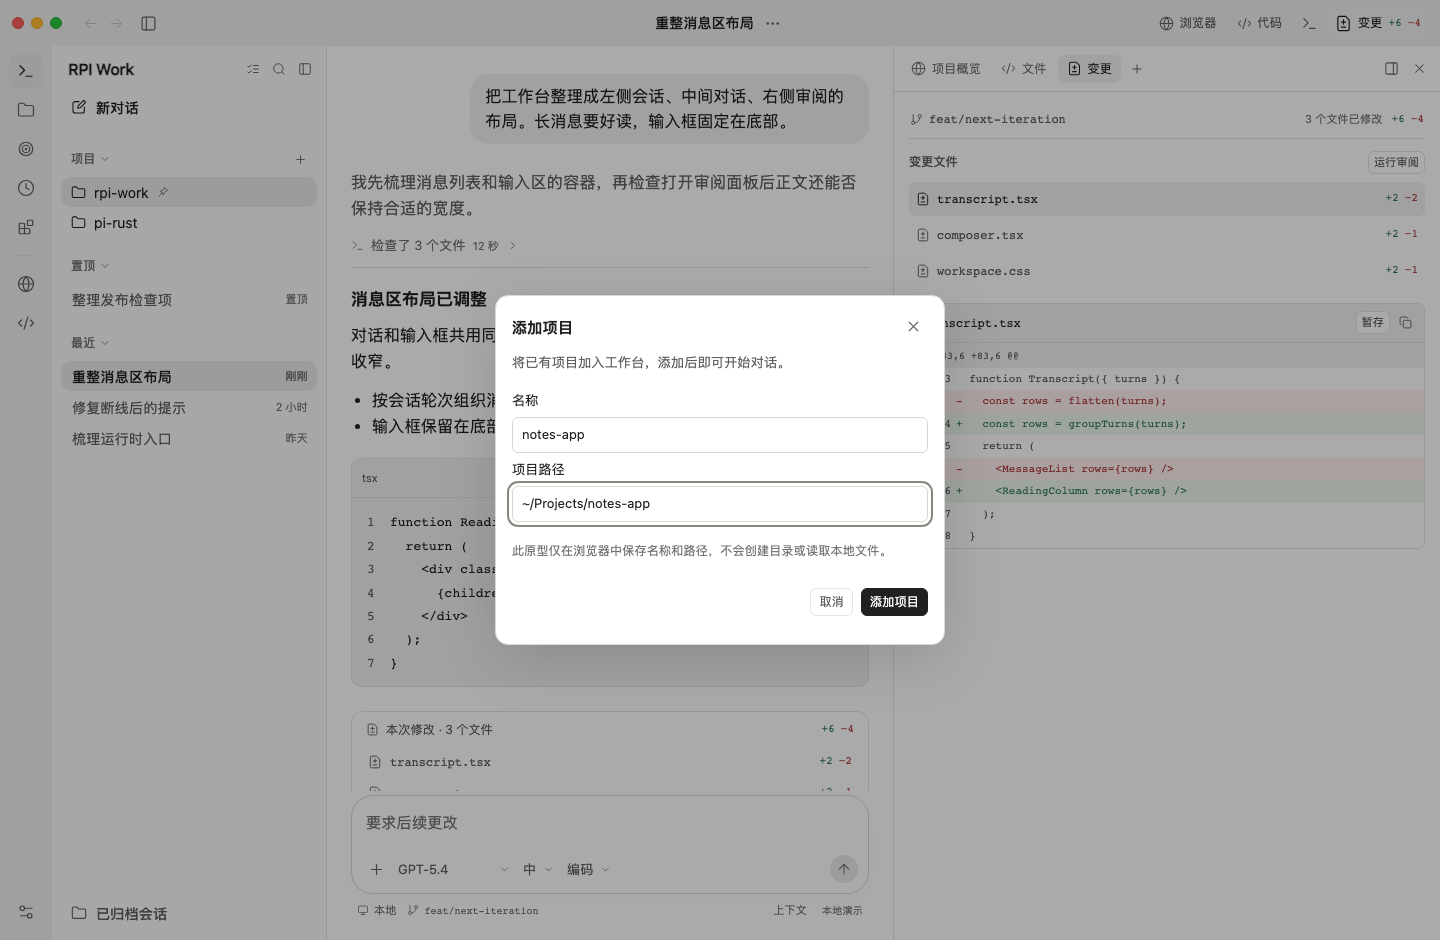 重整消息区布局 ···
浏览器
代码
变更 +6 −4
RPI Work
新对话
项目
rpi-work
pi-rust
置顶
整理发布检查项 置顶
最近
重整消息区布局 刚刚
修复断线后的提示 2 小时
梳理运行时入口 昨天
已归档会话
把工作台整理成左侧会话、中间对话、右侧审阅的
布局。长消息要好读，输入框固定在底部。
我先梳理消息列表和输入区的容器，再检查打开审阅面板后正文还能否
保持合适的宽度。
检查了 3 个文件 12 秒
消息区布局已调整
对话和输入框共用同
收窄。
• 按会话轮次组织消
• 输入框保留在底部
tsx
1 function Readi
2 return (
3 <div class
4 {childre
5 </div>
6 );
7 }
本次修改 · 3 个文件 +6 −4
transcript.tsx +2 −2
要求后续更改
GPT-5.4 中 编码
本地 feat/next-iteration 上下文 本地演示
添加项目
将已有项目加入工作台，添加后即可开始对话。
名称
notes-app
项目路径
~/Projects/notes-app
此原型仅在浏览器中保存名称和路径，不会创建目录或读取本地文件。
取消 添加项目
项目概览 文件 变更
feat/next-iteration 3 个文件已修改 +6 −4
变更文件 运行审阅
transcript.tsx +2 −2
composer.tsx +2 −1
workspace.css +2 −1
nscript.tsx 暂存
3,6 +83,6 @@
3 function Transcript({ turns }) {
− const rows = flatten(turns);
4 + const rows = groupTurns(turns);
5 return (
− <MessageList rows={rows} />
6 + <ReadingColumn rows={rows} />
7 );
8 }